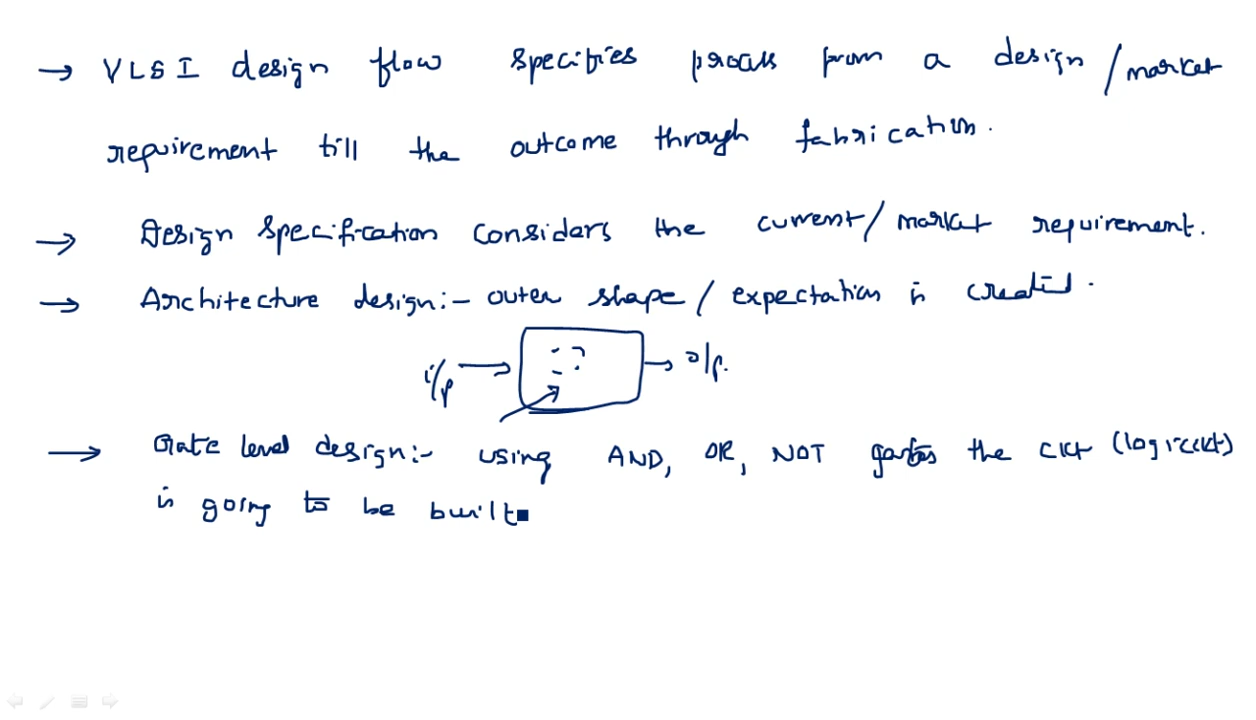 → VLSI design flow specifies process from a design / market
requirement till the outcome through fabrication.
→ Design specification considers the current / market requirement.
→ Architecture design:- outer shape / expectation is created.
i/p → ? → o/p.
→ Gate level design:- using AND, OR, NOT gates the ckt (logic ckt)
is going to be built